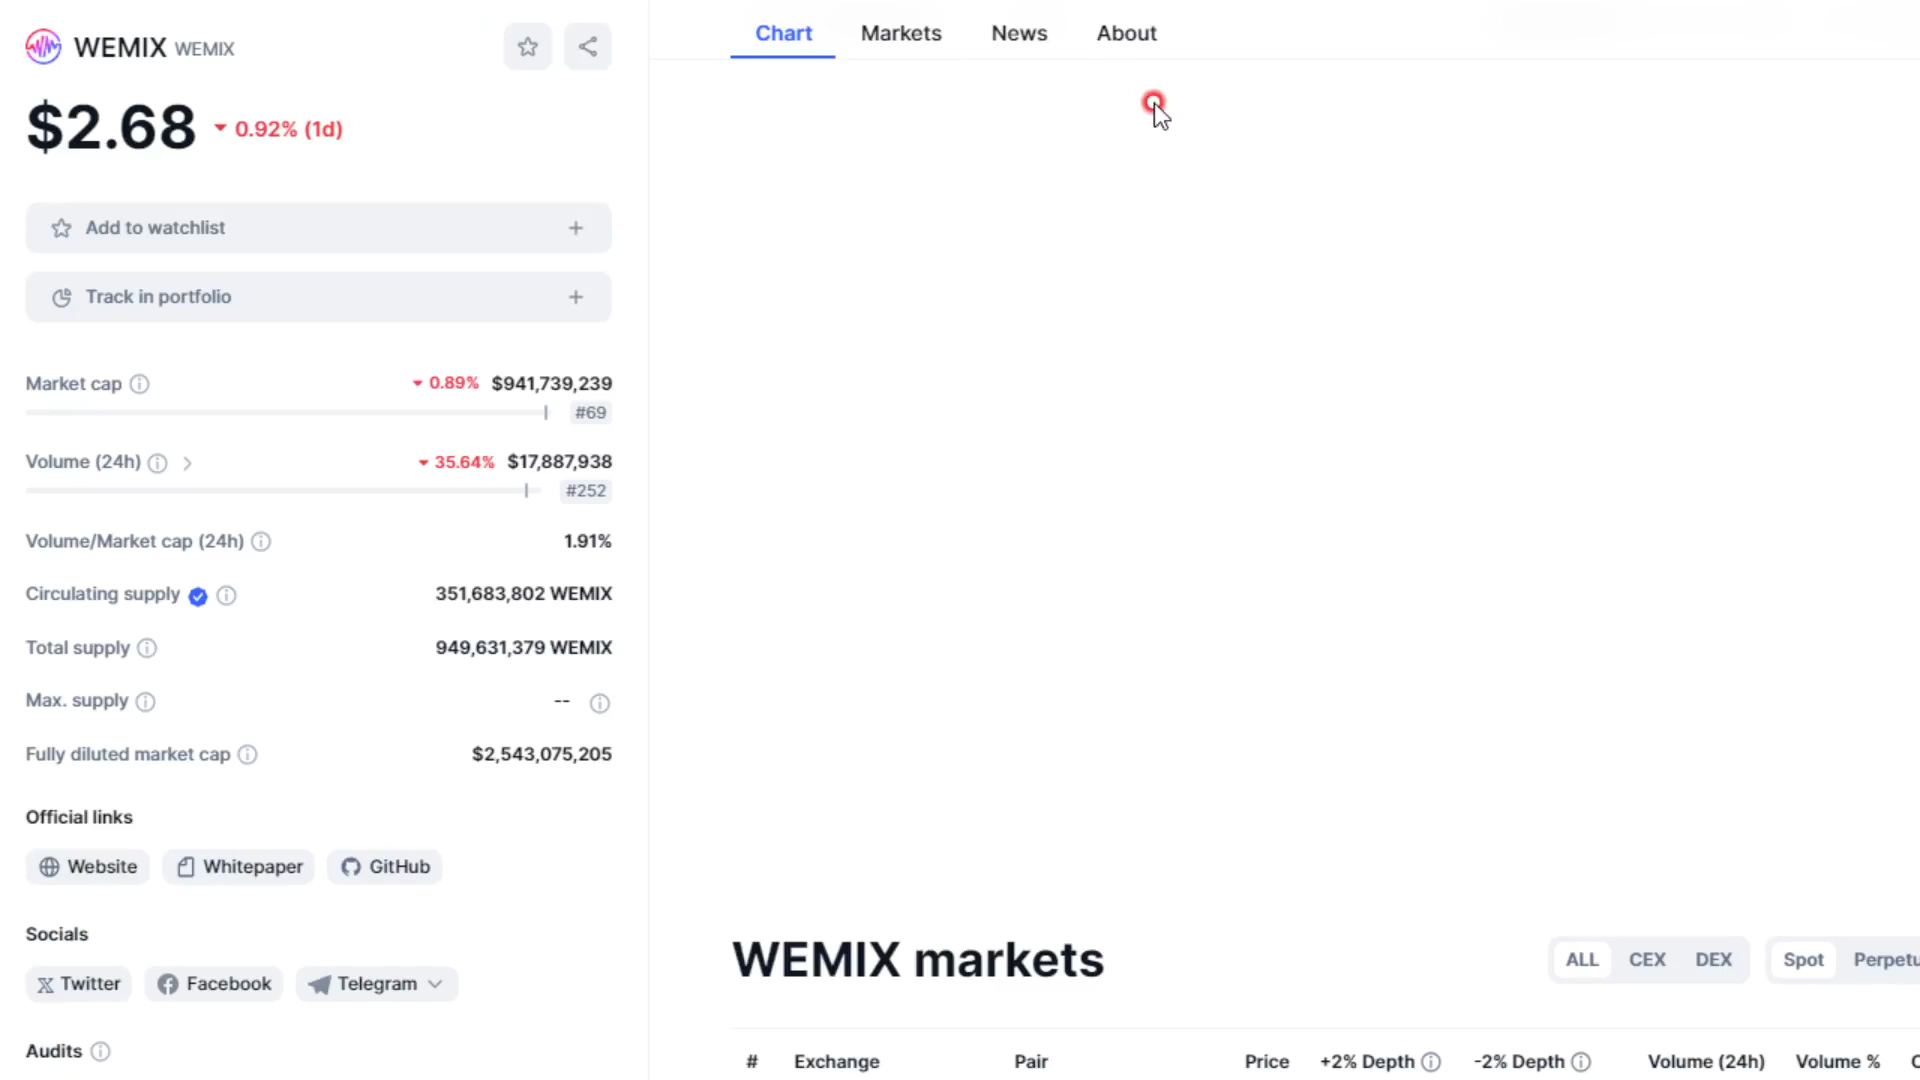 WEMIX WEMIX
$2.68 0.92% (1d)
Add to watchlist +
Track in portfolio +
Market cap 0.89% $941,739,239
#69
Volume (24h) 35.64% $17,887,938
#252
Volume/Market cap (24h) 1.91%
Circulating supply 351,683,802 WEMIX
Total supply 949,631,379 WEMIX
Max. supply --
Fully diluted market cap $2,543,075,205
Official links
Website Whitepaper GitHub
Socials
Twitter Facebook Telegram
Audits
Chart Markets News About
WEMIX markets
ALL CEX DEX Spot Perpetu
# Exchange Pair Price +2% Depth -2% Depth Volume (24h) Volume % C